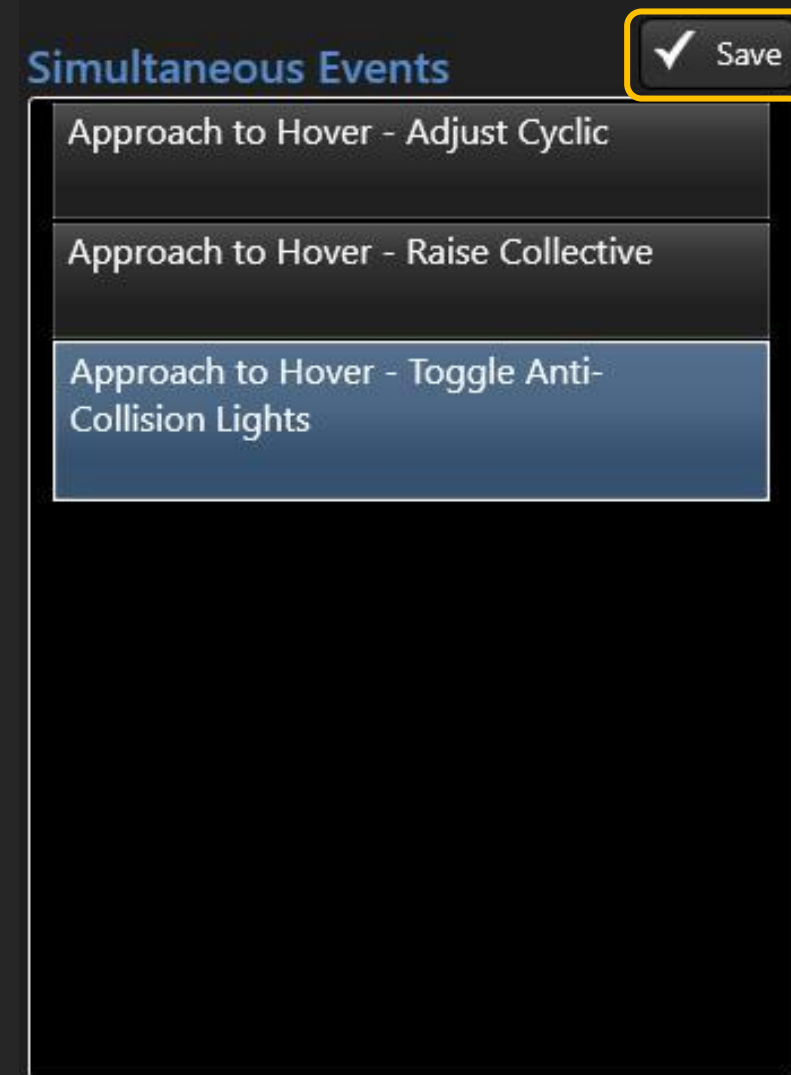 Simultaneous Events
Save
Approach to Hover - Adjust Cyclic
Approach to Hover - Raise Collective
Approach to Hover - Toggle Anti-
Collision Lights